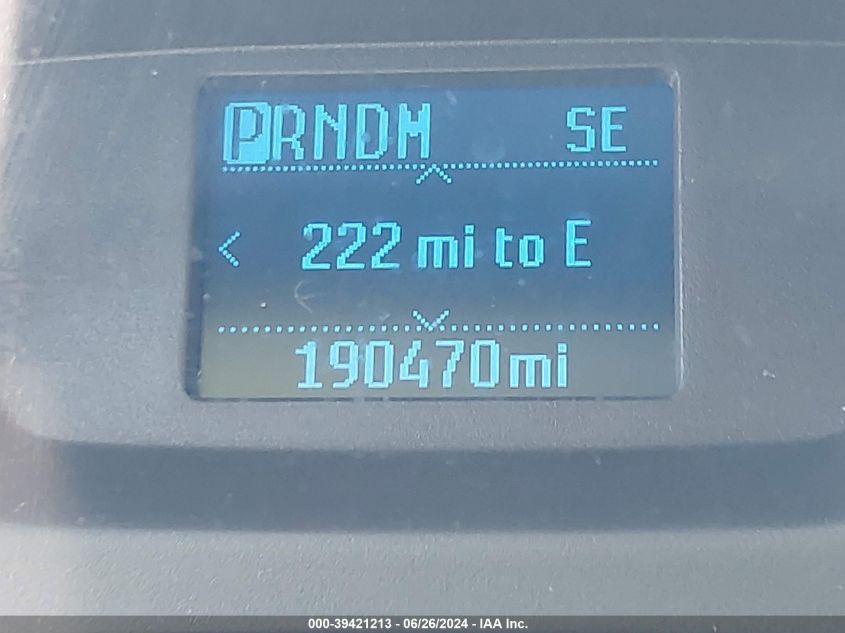 PRNDM SE
222 mi to E
190470mi
000-39421213 - 06/26/2024 - IAA Inc.